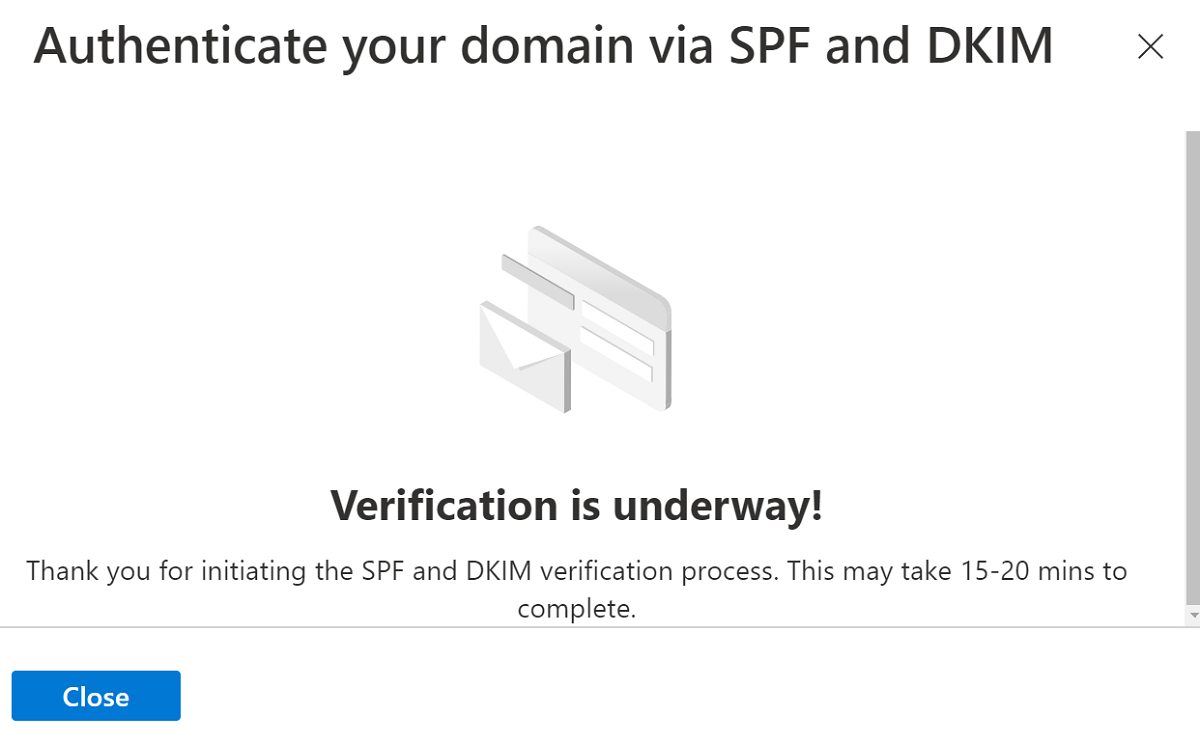 Authenticate your domain via SPF and DKIM
Verification is underway!
Thank you for initiating the SPF and DKIM verification process. This may take 15-20 mins to
complete.
Close